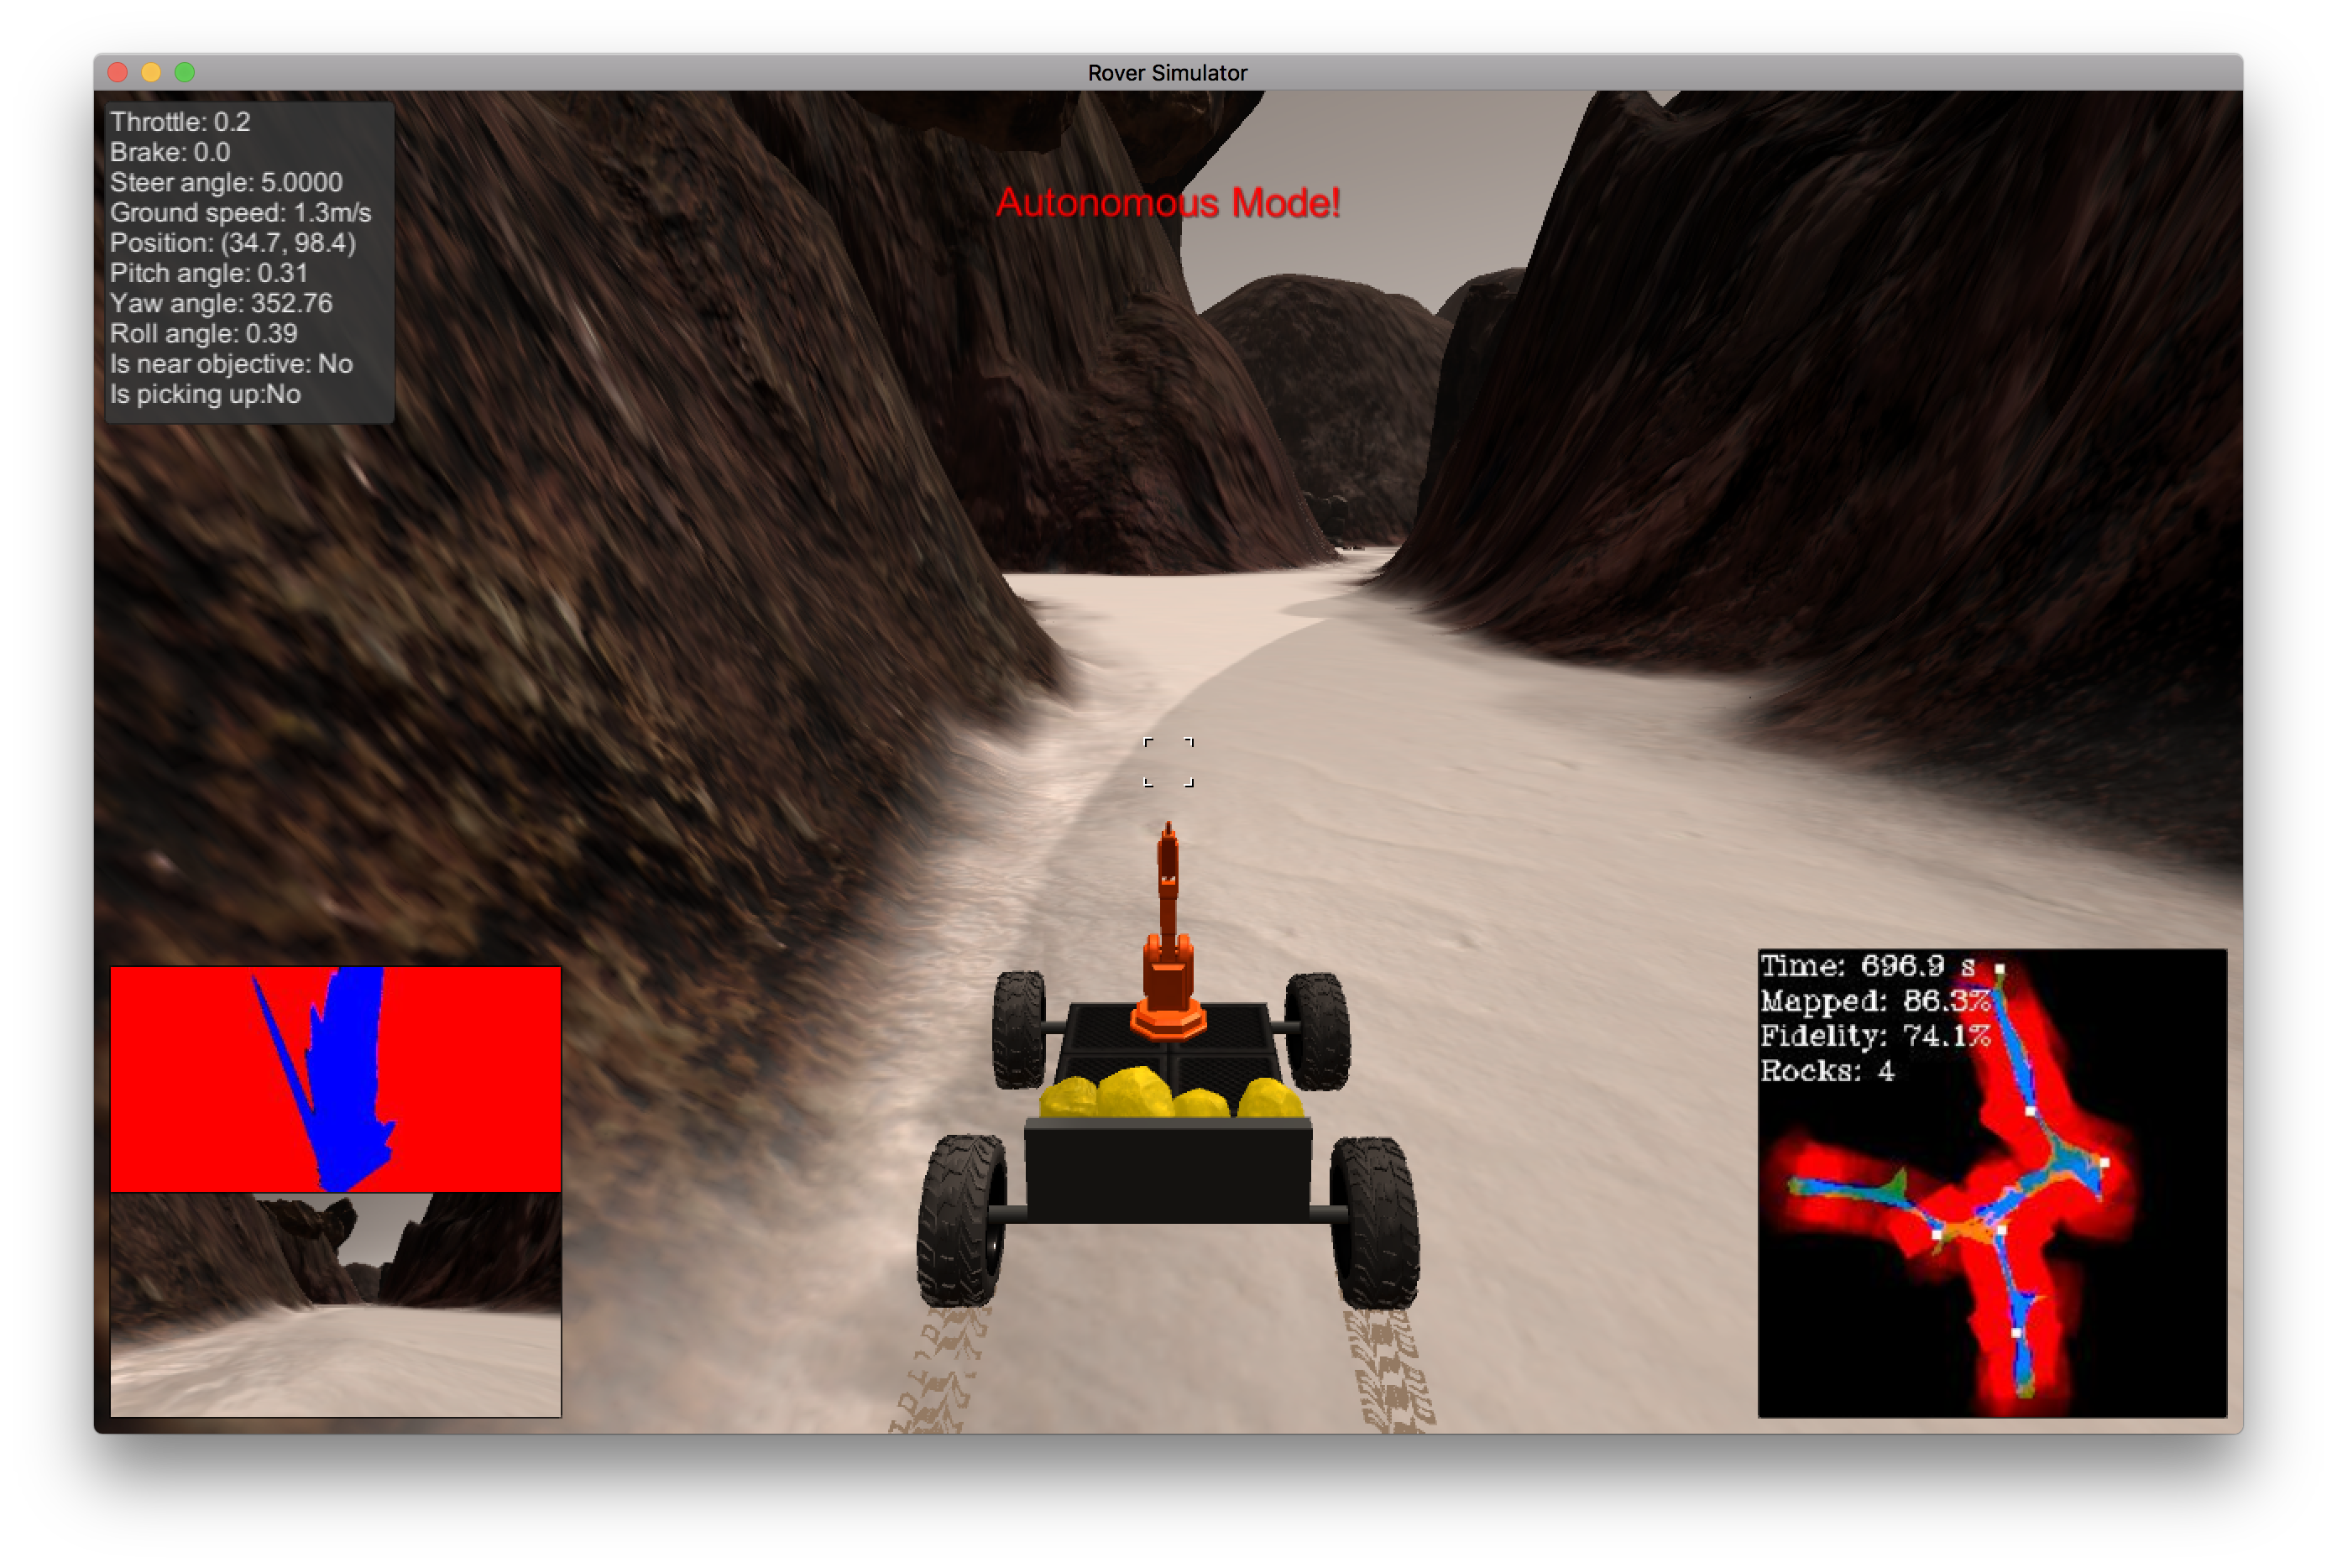 Rover Simulator
Throttle: 0.2
Brake: 0.0
Steer angle: 5.0000
Ground speed: 1.3m/s
Position: (34.7, 98.4)
Pitch angle: 0.31
Yaw angle: 352.76
Roll angle: 0.39
Is near objective: No
Is picking up:No
Autonomous Mode!
Time: 696.9 s
Mapped: 86.3%
Fidelity: 74.1%
Rocks: 4